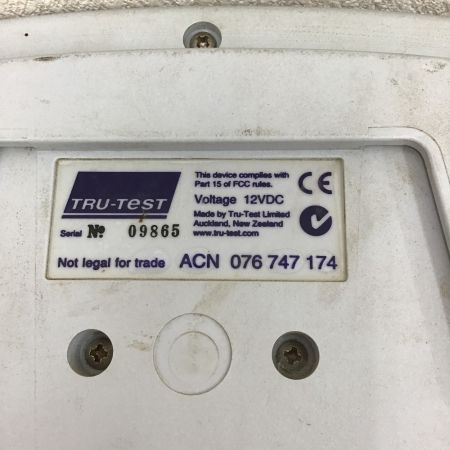 TRU-TEST
This device complies with
Part 15 of FCC rules.
CE
Voltage 12VDC
Serial No 09865
Made by Tru-Test Limited
Auckland, New Zealand
www.tru-test.com
Not legal for trade ACN 076 747 174